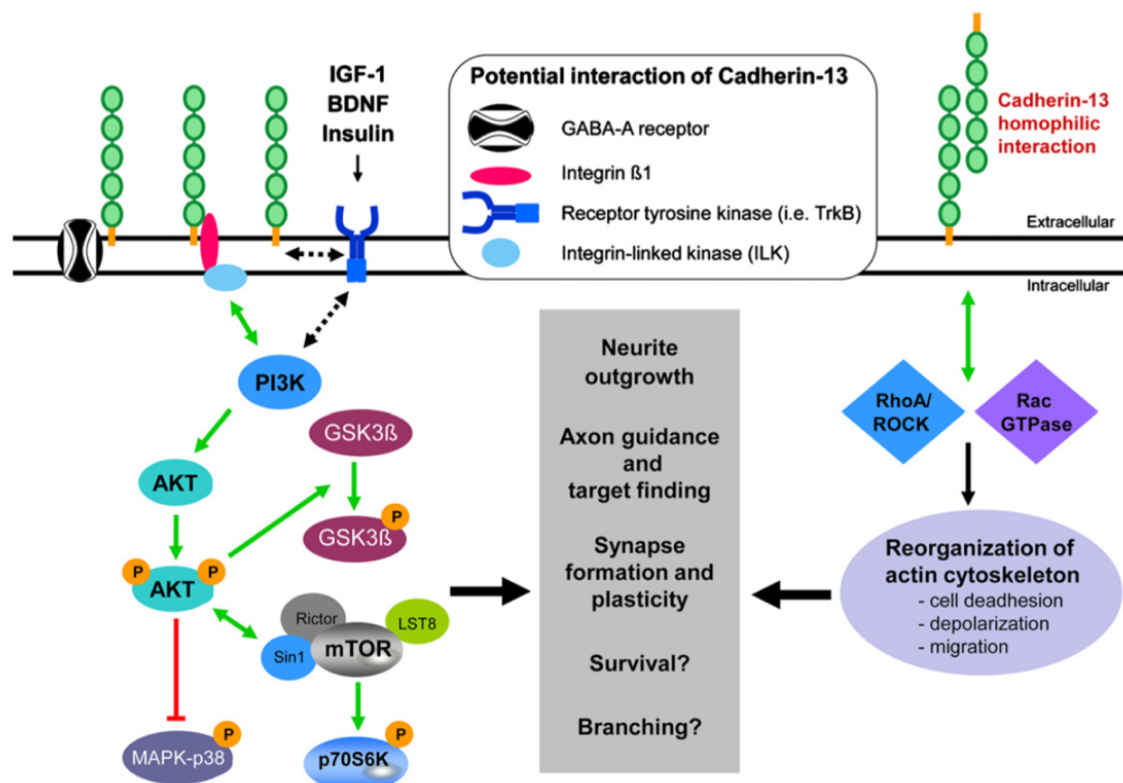 IGF-1
BDNF
Insulin
Potential interaction of Cadherin-13
GABA-A receptor
Integrin ß1
Receptor tyrosine kinase (i.e. TrkB)
Integrin-linked kinase (ILK)
Cadherin-13
homophilic
interaction
Extracellular
Intracellular
PI3K
AKT
GSK3ß
P
GSK3ß
P
P
AKT
Rictor
LST8
Sin1
mTOR
P
MAPK-p38
P
p70S6K
Neurite
outgrowth
Axon guidance
and
target finding
Synapse
formation and
plasticity
Survival?
Branching?
RhoA/
ROCK
Rac
GTPase
Reorganization of
actin cytoskeleton
- cell deadhesion
- depolarization
- migration